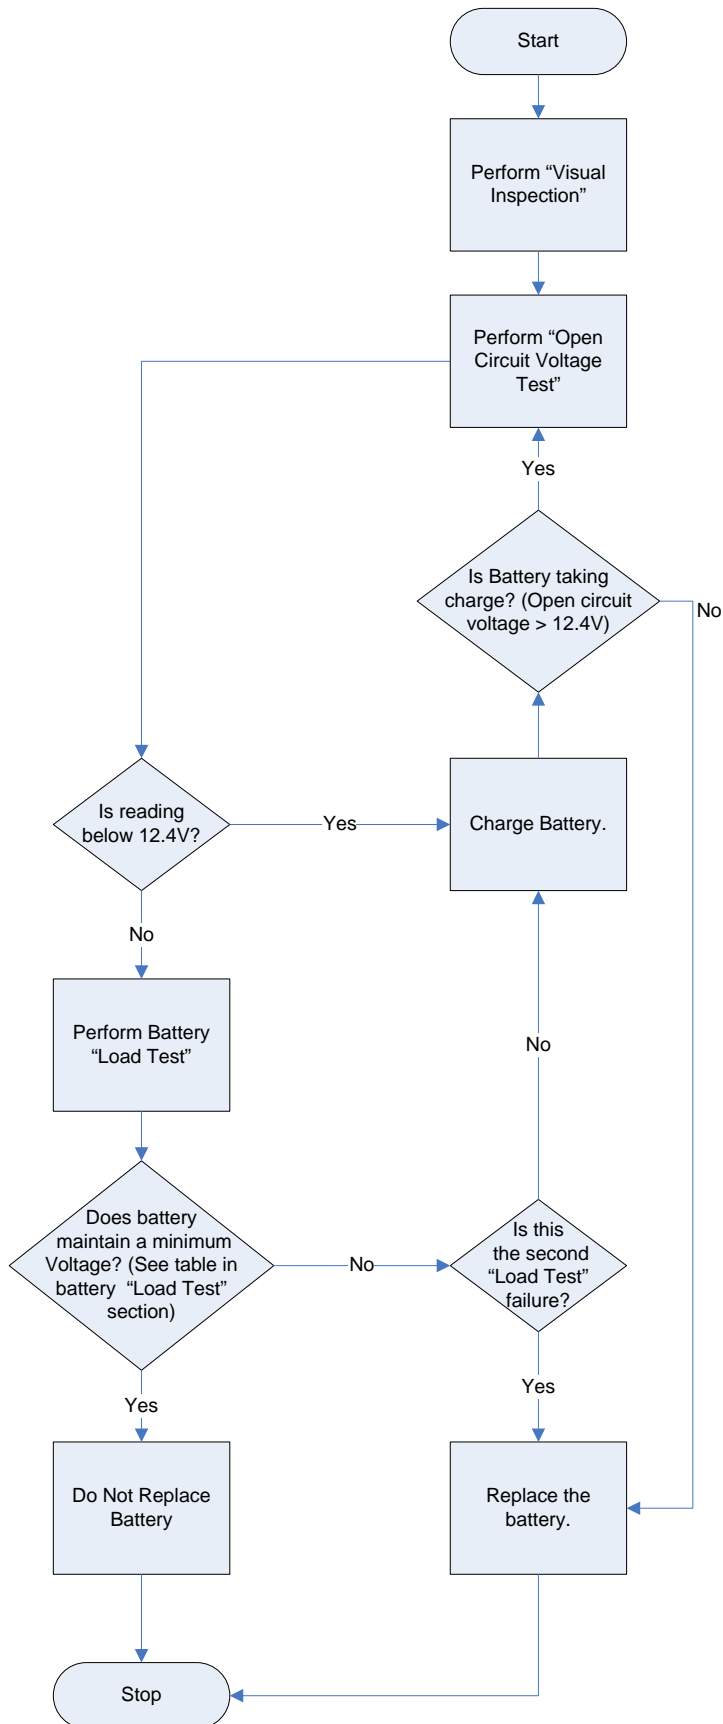 Start
Perform “Visual
Inspection”
Perform “Open
Circuit Voltage
Test”
Yes
Is Battery taking
charge? (Open circuit
voltage > 12.4V)
No
Is reading
below 12.4V?
Yes
Charge Battery.
No
Perform Battery
“Load Test”
No
Does battery
maintain a minimum
Voltage? (See table in
battery “Load Test”
section)
No
Is this
the second
“Load Test”
failure?
Yes
Yes
Do Not Replace
Battery
Replace the
battery.
Stop